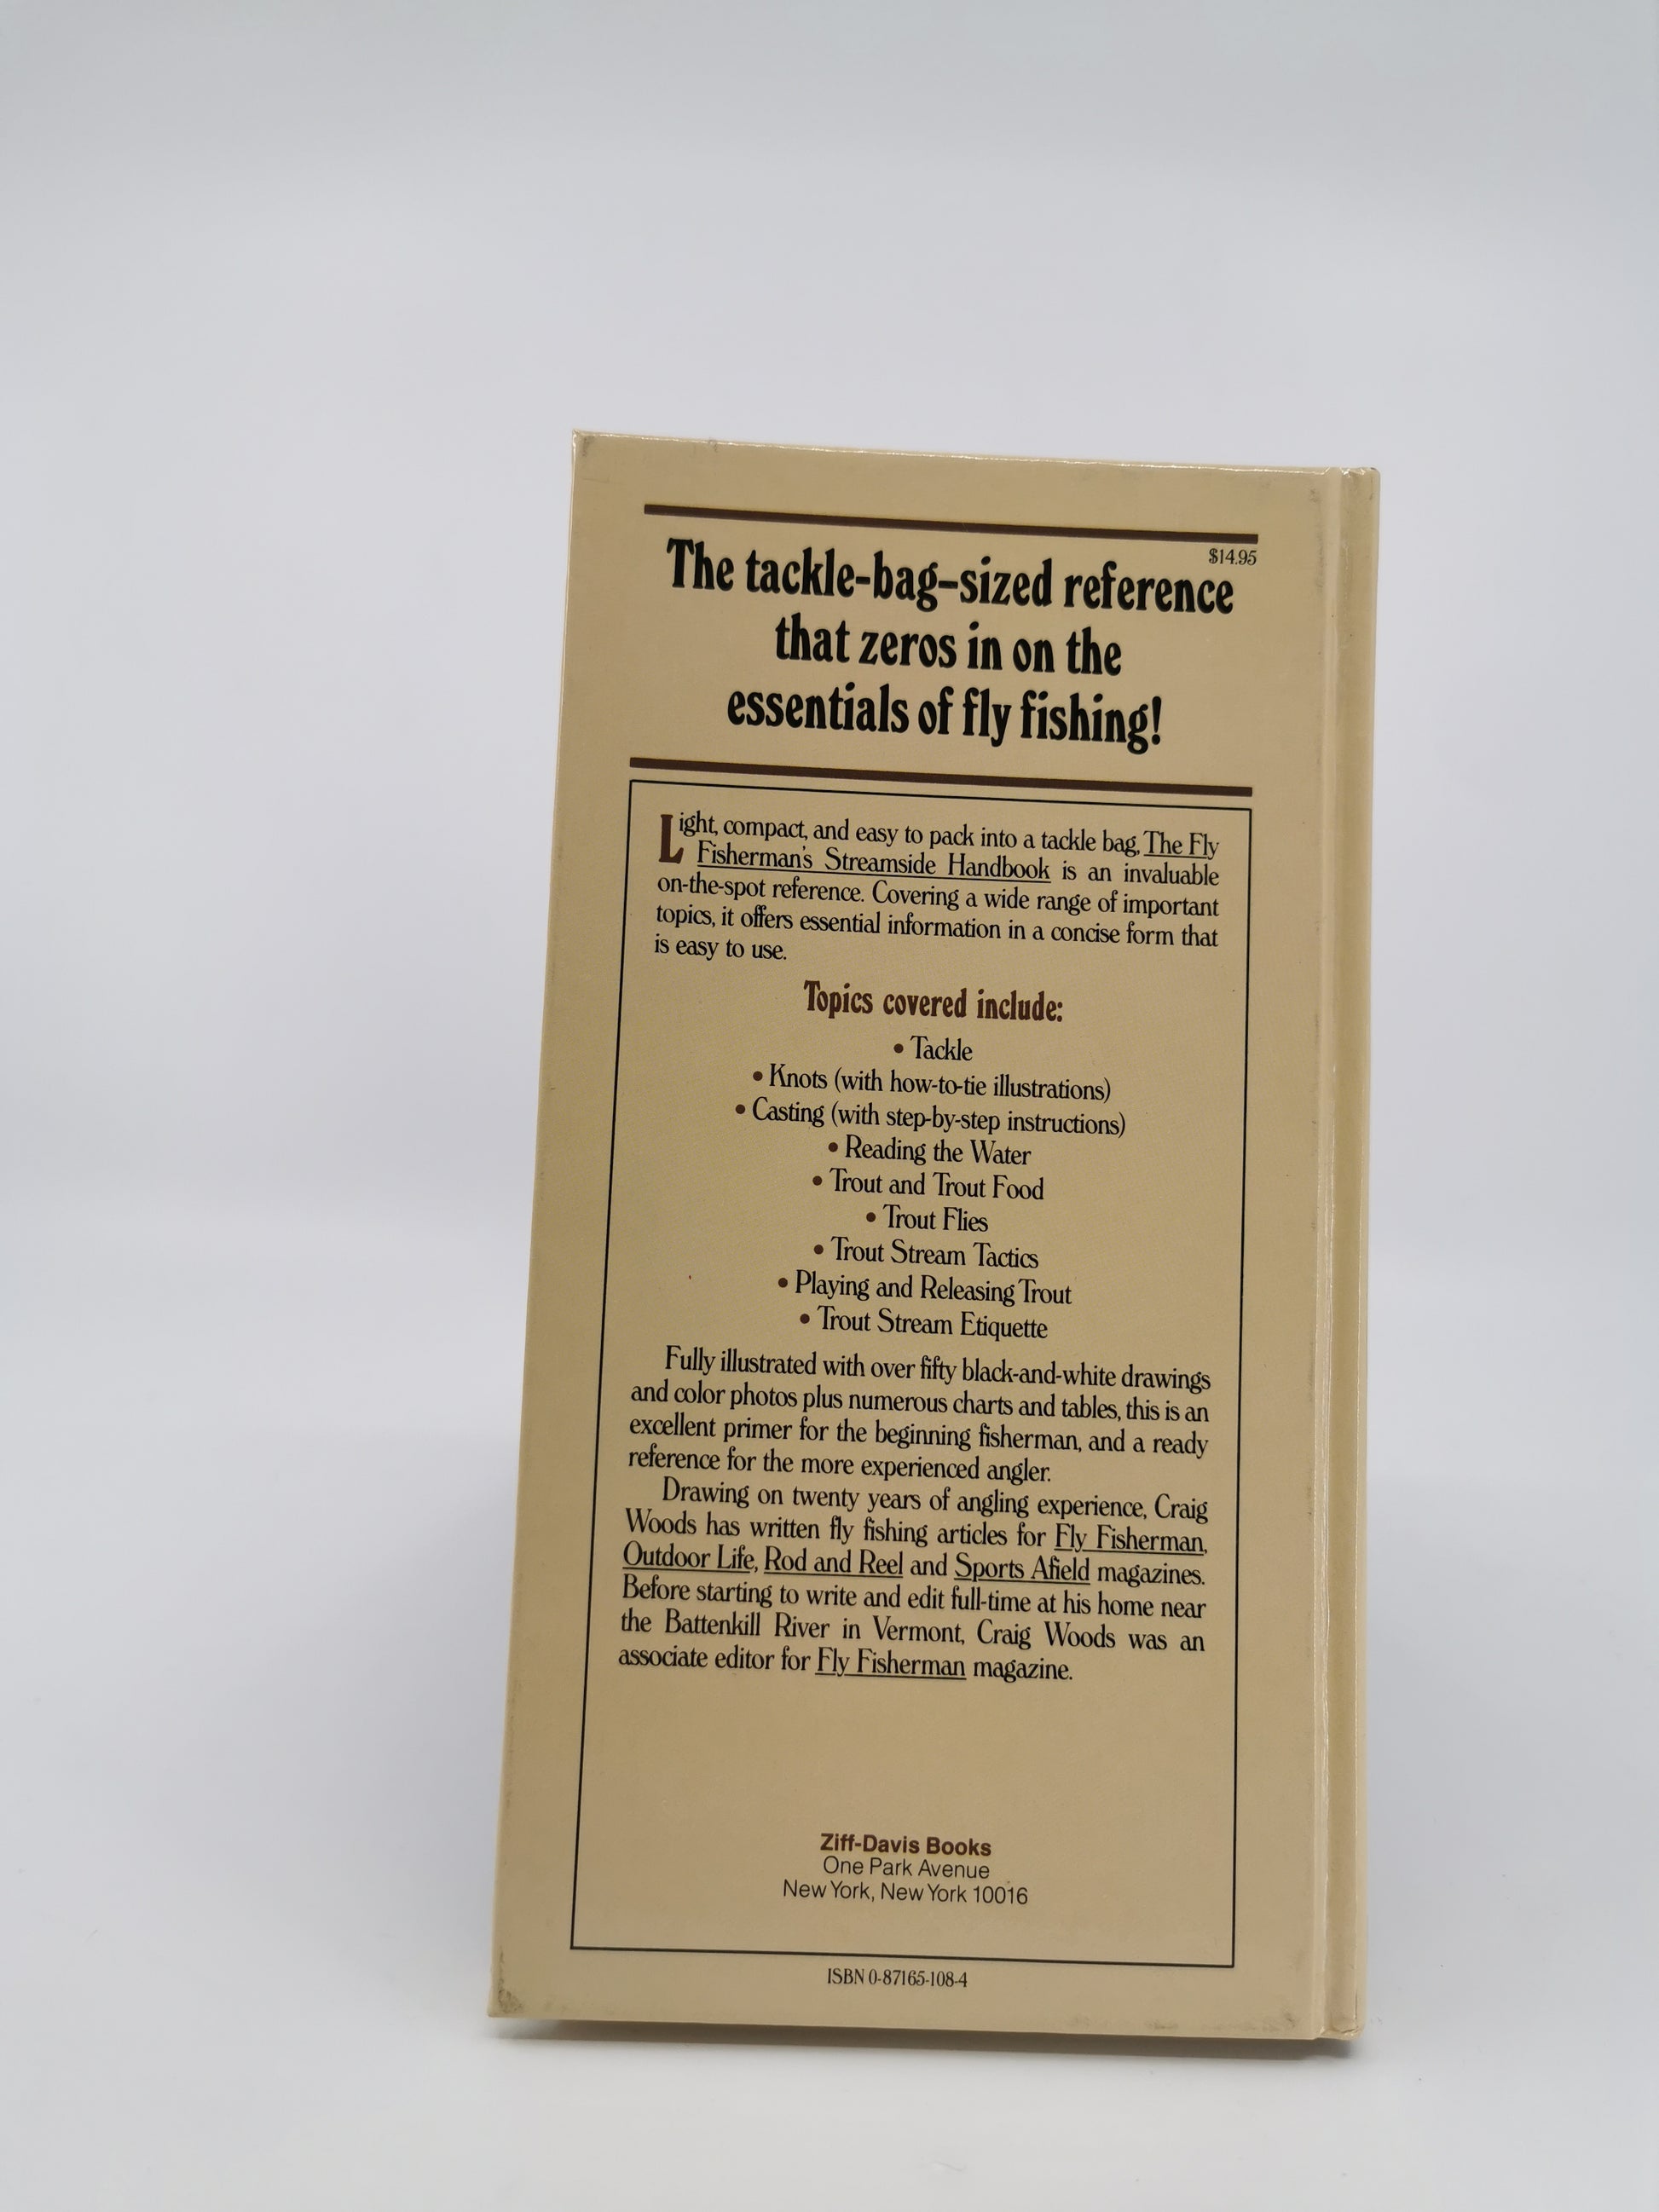 $14.95
The tackle-bag–sized reference
that zeros in on the
essentials of fly fishing!
Light, compact, and easy to pack into a tackle bag, The Fly
Fisherman's Streamside Handbook is an invaluable
on-the-spot reference. Covering a wide range of important
topics, it offers essential information in a concise form that
is easy to use.
Topics covered include:
• Tackle
• Knots (with how-to-tie illustrations)
• Casting (with step-by-step instructions)
• Reading the Water
• Trout and Trout Food
• Trout Flies
• Trout Stream Tactics
• Playing and Releasing Trout
• Trout Stream Etiquette
Fully illustrated with over fifty black-and-white drawings
and color photos plus numerous charts and tables, this is an
excellent primer for the beginning fisherman, and a ready
reference for the more experienced angler.
Drawing on twenty years of angling experience, Craig
Woods has written fly fishing articles for Fly Fisherman,
Outdoor Life, Rod and Reel and Sports Afield magazines.
Before starting to write and edit full-time at his home near
the Battenkill River in Vermont, Craig Woods was an
associate editor for Fly Fisherman magazine.
Ziff-Davis Books
One Park Avenue
New York, New York 10016
ISBN 0-87165-108-4